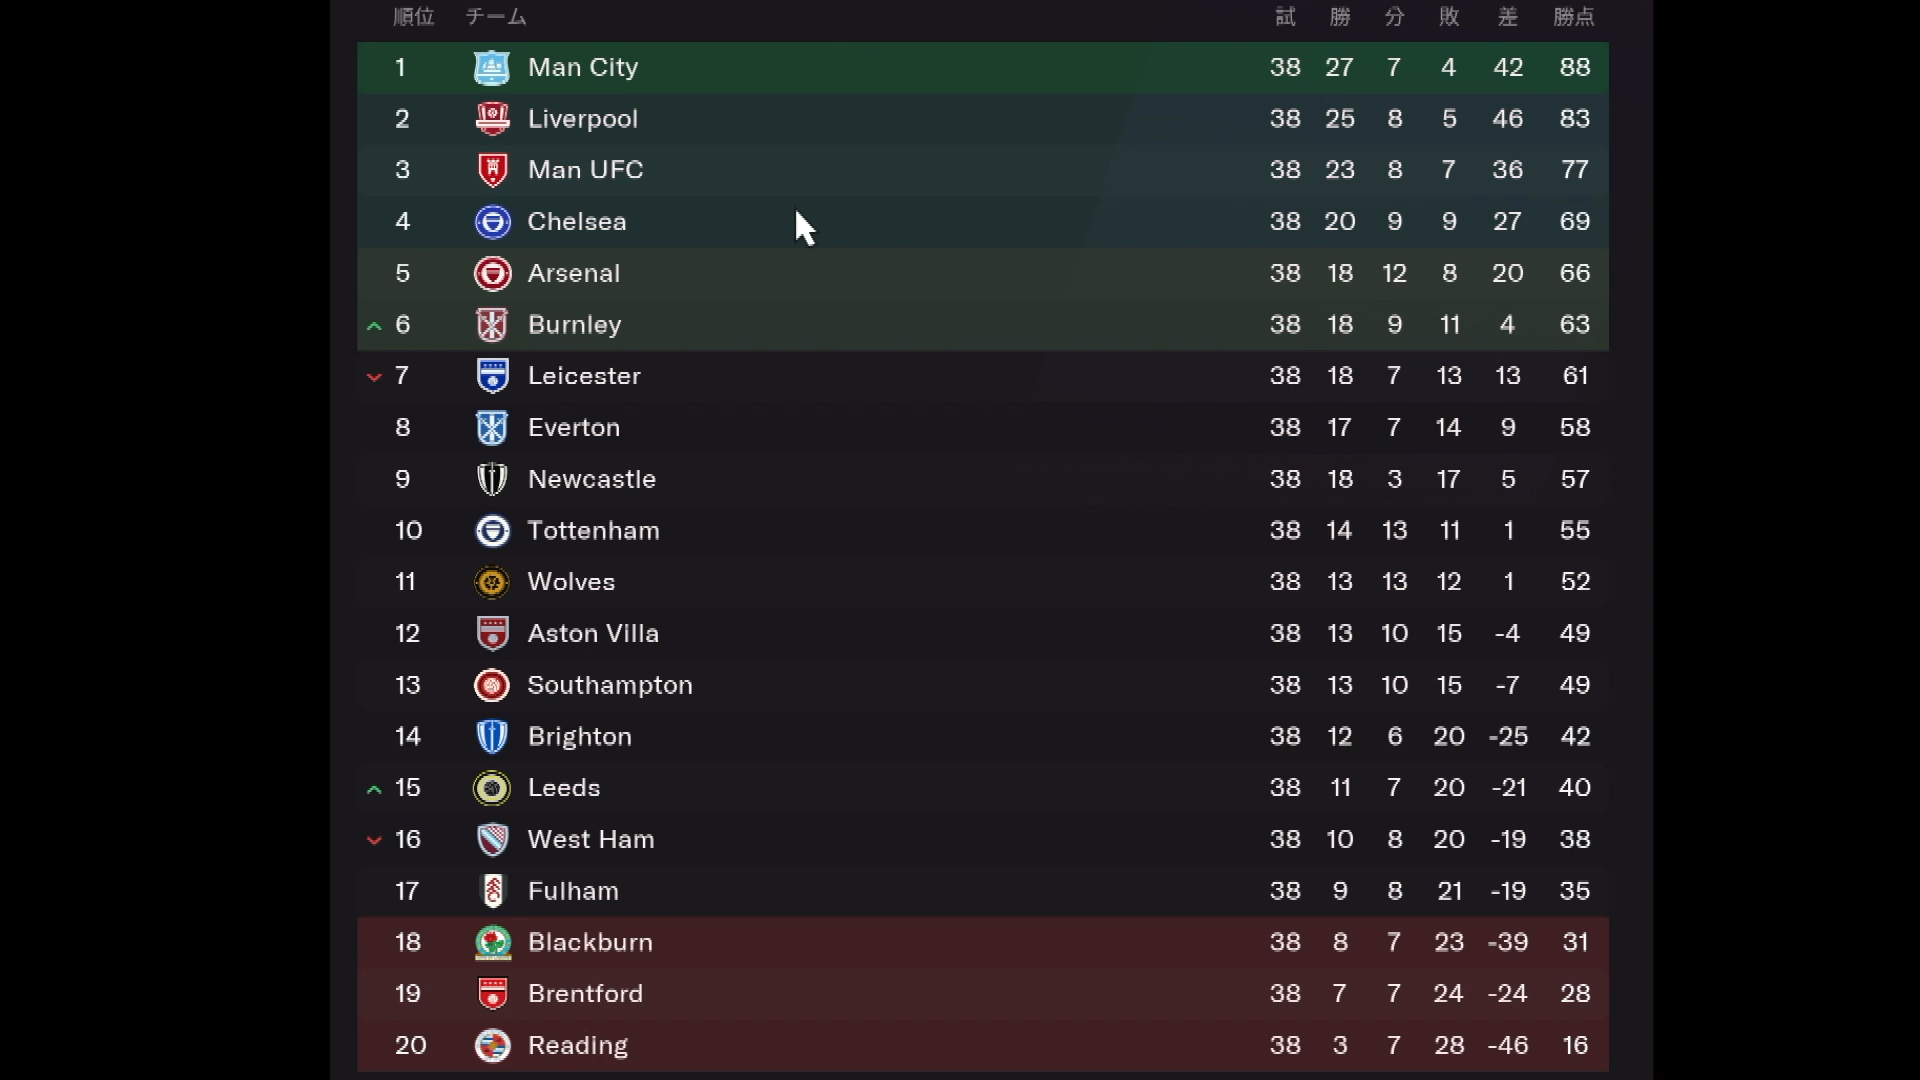 順位 チーム 試 勝 分 敗 差 勝点
1 Man City 38 27 7 4 42 88
2 Liverpool 38 25 8 5 46 83
3 Man UFC 38 23 8 7 36 77
4 Chelsea 38 20 9 9 27 69
5 Arsenal 38 18 12 8 20 66
6 Burnley 38 18 9 11 4 63
7 Leicester 38 18 7 13 13 61
8 Everton 38 17 7 14 9 58
9 Newcastle 38 18 3 17 5 57
10 Tottenham 38 14 13 11 1 55
11 Wolves 38 13 13 12 1 52
12 Aston Villa 38 13 10 15 -4 49
13 Southampton 38 13 10 15 -7 49
14 Brighton 38 12 6 20 -25 42
15 Leeds 38 11 7 20 -21 40
16 West Ham 38 10 8 20 -19 38
17 Fulham 38 9 8 21 -19 35
18 Blackburn 38 8 7 23 -39 31
19 Brentford 38 7 7 24 -24 28
20 Reading 38 3 7 28 -46 16